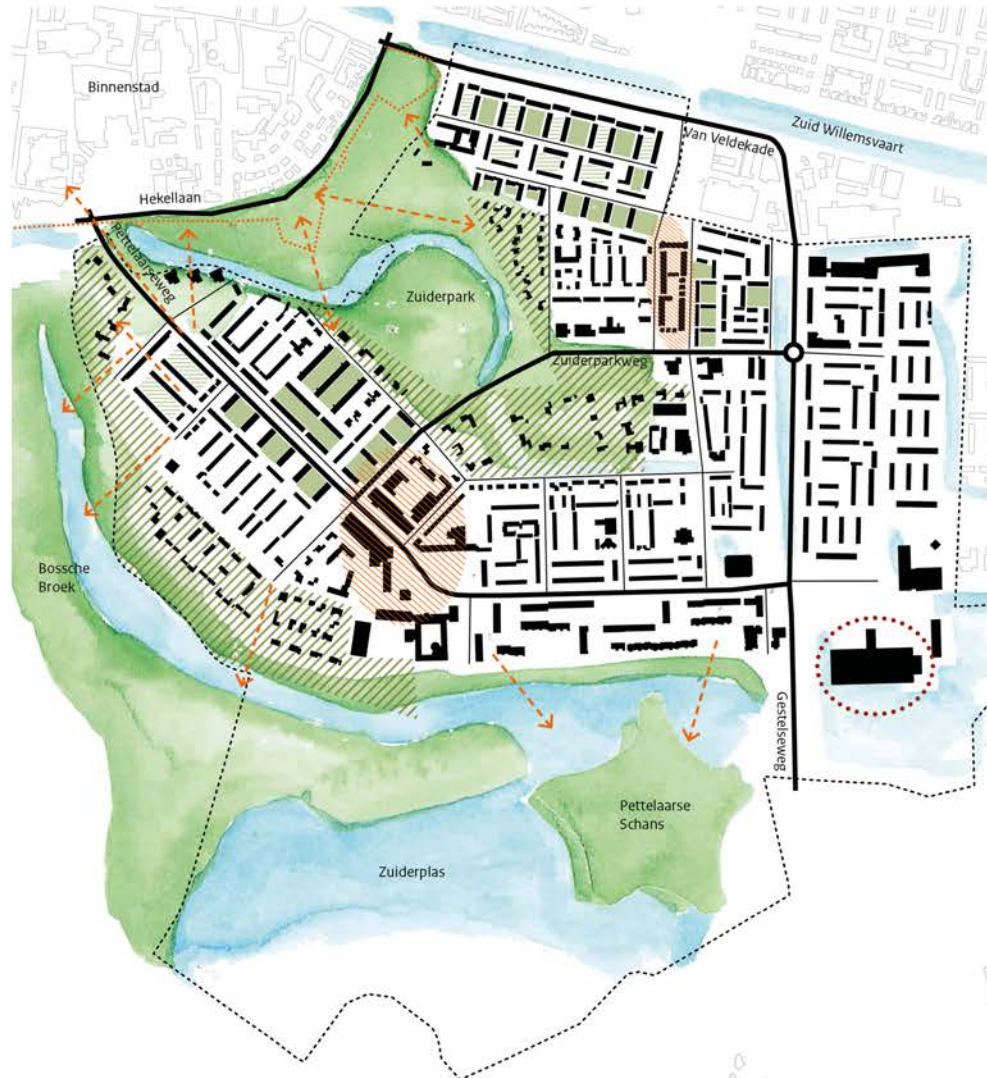 Binnenstad
Zuid Willemsvaart
Van Veldekade
Hekellaan
Pettelaarseweg
Zuiderpark
Zuiderparkweg
Bossche
Broek
Gestelseweg
Pettelaarse
Schans
Zuiderplas